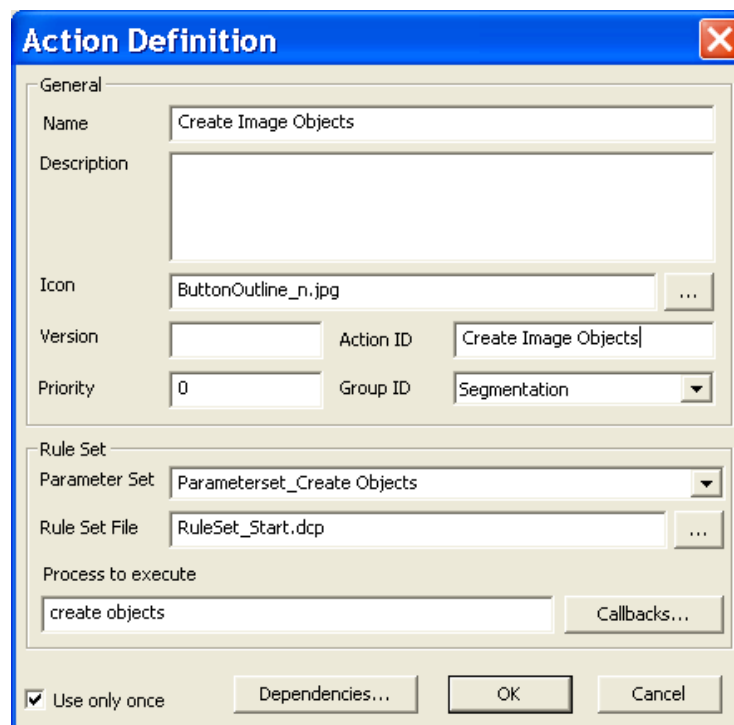 Action Definition
General
Name Create Image Objects
Description
Icon ButtonOutline_n.jpg ...
Version Action ID Create Image Objects
Priority 0 Group ID Segmentation
Rule Set
Parameter Set Parameterset_Create Objects
Rule Set File RuleSet_Start.dcp ...
Process to execute
create objects Callbacks...
Use only once Dependencies... OK Cancel